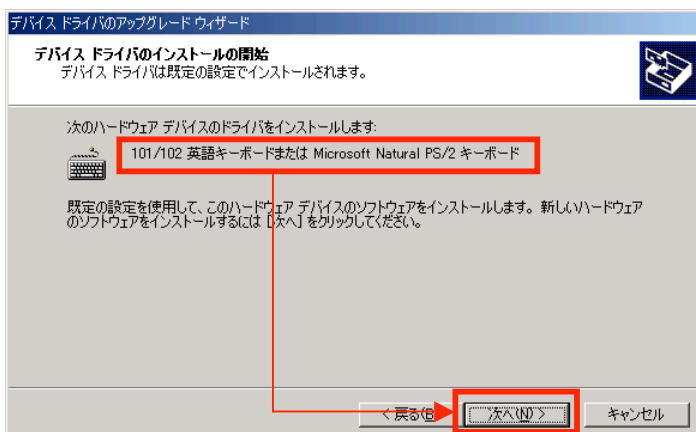 デバイス ドライバのアップグレード ウィザード
デバイス ドライバのインストールの開始
デバイス ドライバは既定の設定でインストールされます。
次のハードウェア デバイスのドライバをインストールします:
101/102 英語キーボードまたは Microsoft Natural PS/2 キーボード
既定の設定を使用して、このハードウェア デバイスのソフトウェアをインストールします。新しいハードウェア
のソフトウェアをインストールするには [次へ] をクリックしてください。
< 戻る(B
次へ(N) >
キャンセル